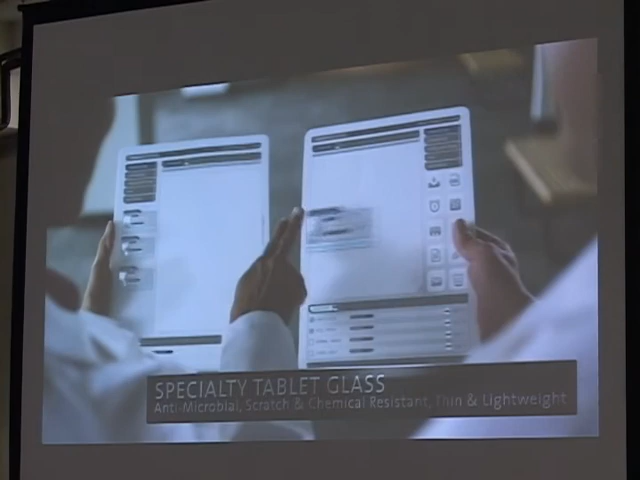 SPECIALTY TABLET GLASS
Anti-Microbial, Scratch & Chemical Resistant, Thin & Lightweight